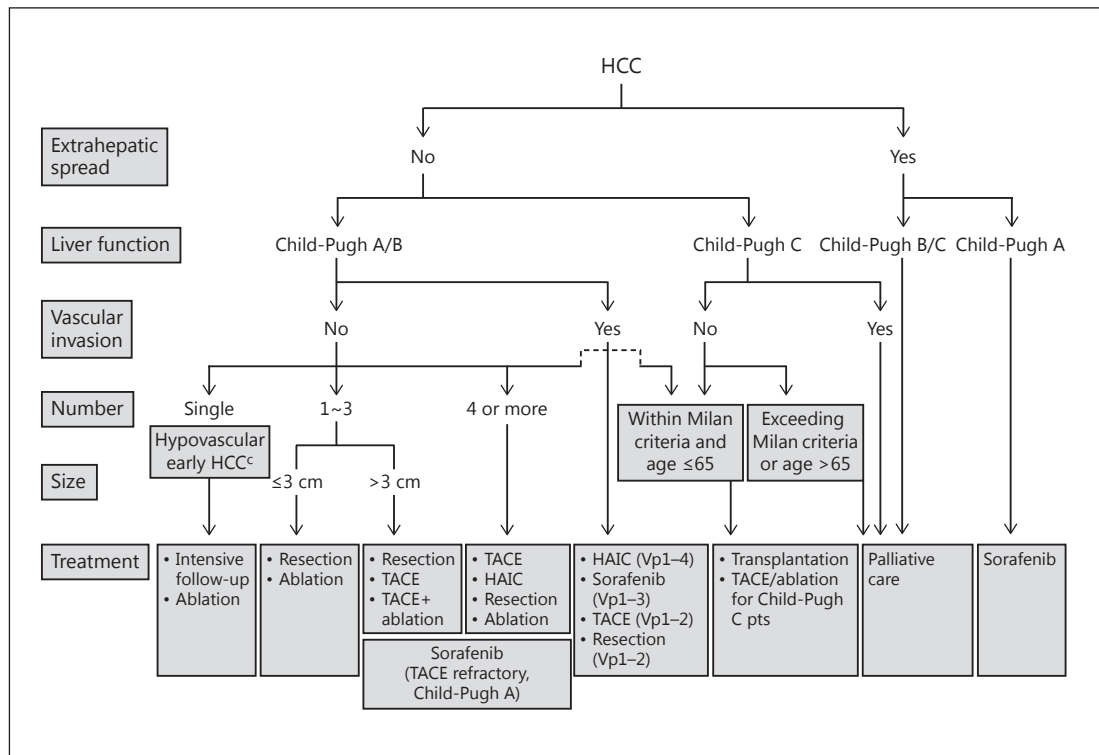 HCC
Extrahepatic
spread
No
Yes
Liver function
Child-Pugh A/B
Child-Pugh C
Child-Pugh B/C
Child-Pugh A
Vascular
invasion
No
Yes
No
Yes
Number
Single
1~3
4 or more
Hypovascular
early HCCᶜ
Within Milan
criteria and
age ≤65
Exceeding
Milan criteria
or age >65
Size
≤3 cm
>3 cm
Treatment
• Intensive
follow-up
• Ablation
• Resection
• Ablation
• Resection
• TACE
• TACE+
ablation
• TACE
• HAIC
• Resection
• Ablation
Sorafenib
(TACE refractory,
Child-Pugh A)
• HAIC (Vp1–4)
• Sorafenib
(Vp1–3)
• TACE (Vp1–2)
• Resection
(Vp1–2)
• Transplantation
• TACE/ablation
for Child-Pugh
C pts
Palliative
care
Sorafenib